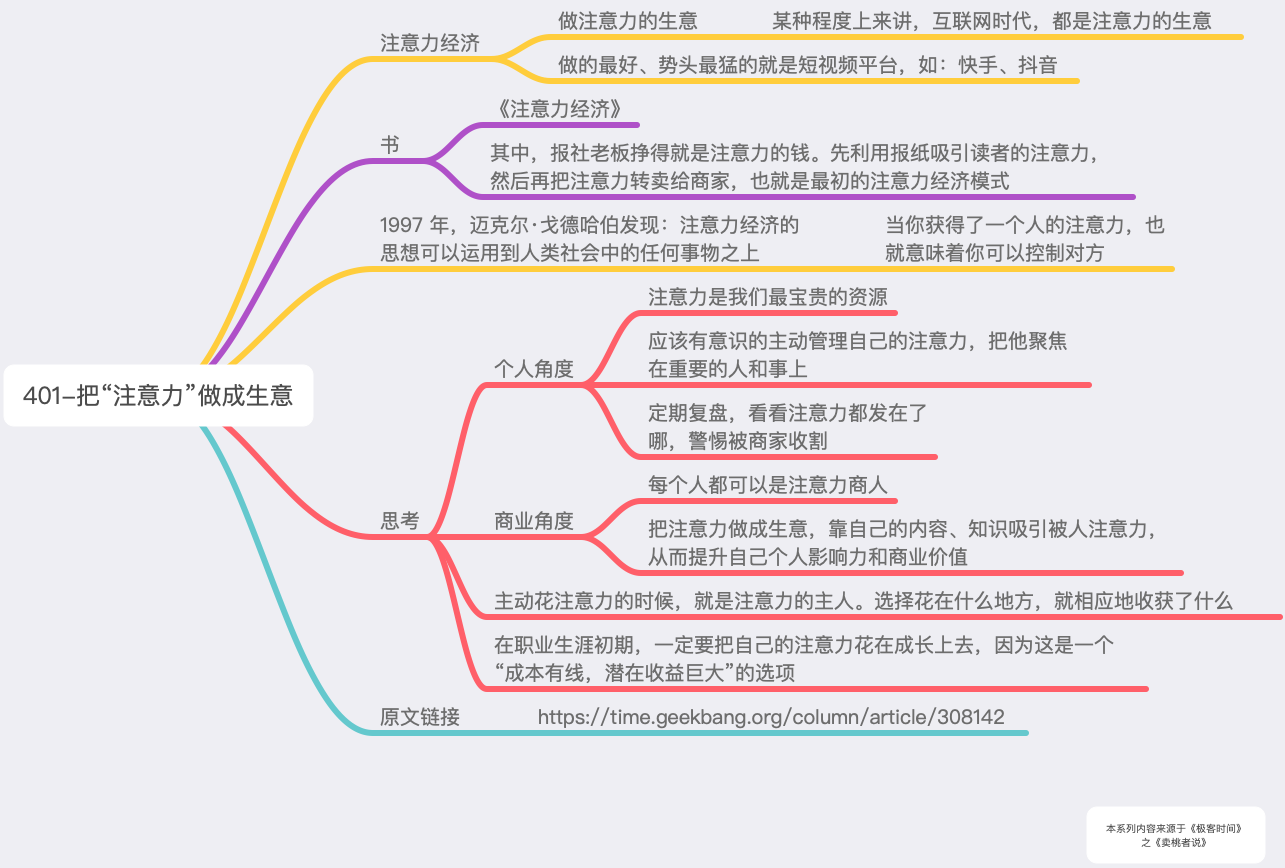 注意力经济
做注意力的生意
某种程度上来讲，互联网时代，都是注意力的生意
做的最好、势头最猛的就是短视频平台，如：快手、抖音
书
《注意力经济》
其中，报社老板挣得就是注意力的钱。先利用报纸吸引读者的注意力，
然后再把注意力转卖给商家，也就是最初的注意力经济模式
1997 年，迈克尔·戈德哈伯发现：注意力经济的
思想可以运用到人类社会中的任何事物之上
当你获得了一个人的注意力，也
就意味着你可以控制对方
401-把“注意力”做成生意
思考
个人角度
注意力是我们最宝贵的资源
应该有意识的主动管理自己的注意力，把他聚焦
在重要的人和事上
定期复盘，看看注意力都发在了
哪，警惕被商家收割
商业角度
每个人都可以是注意力商人
把注意力做成生意，靠自己的内容、知识吸引被人注意力，
从而提升自己个人影响力和商业价值
主动花注意力的时候，就是注意力的主人。选择花在什么地方，就相应地收获了什么
在职业生涯初期，一定要把自己的注意力花在成长上去，因为这是一个
“成本有线，潜在收益巨大”的选项
原文链接
https://time.geekbang.org/column/article/308142
本系列内容来源于《极客时间》
之《卖桃者说》